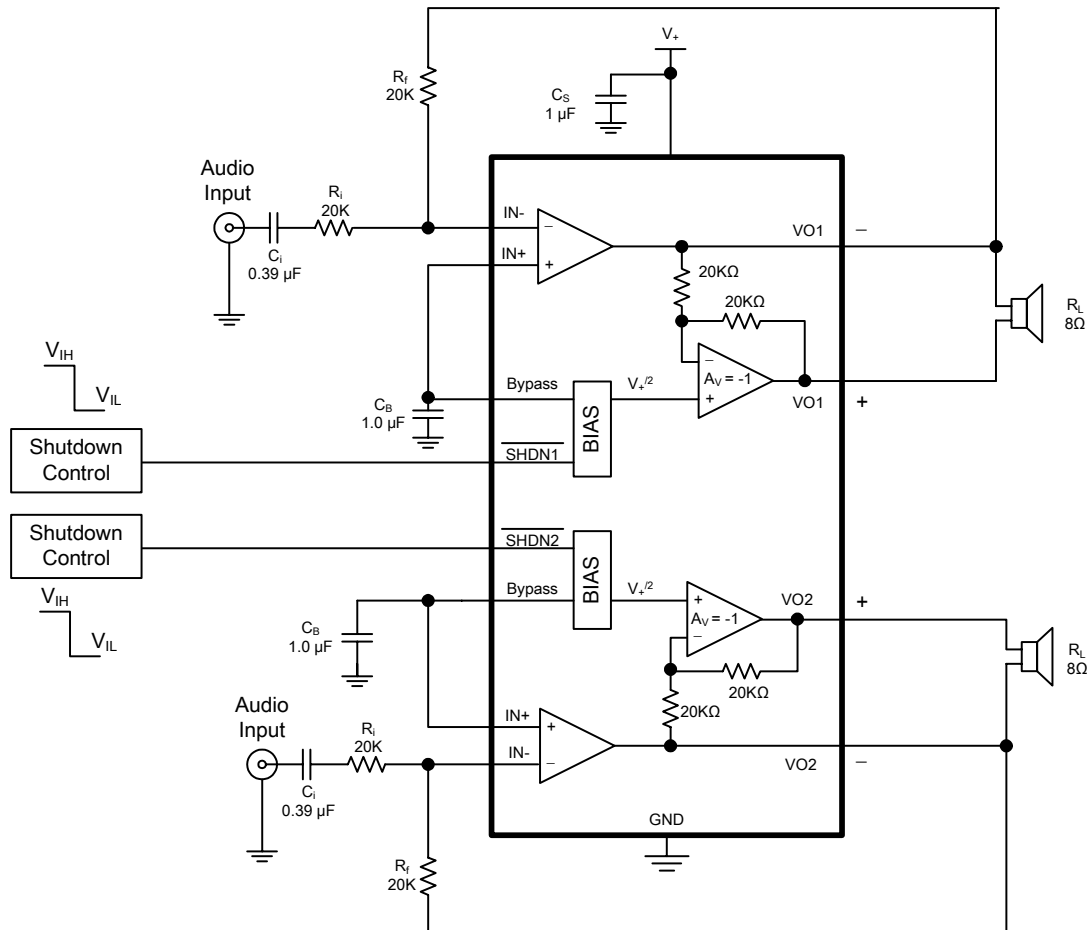 V+
Rf
20K
CS
1 µF
Audio
Input
Ri
20K
Ci
0.39 µF
IN-
IN+
−
+
VO1
−
20KΩ
20KΩ
RL
8Ω
VIH
VIL
Bypass
CB
1.0 µF
BIAS
V+/2
−
AV = -1
+
VO1
+
Shutdown
Control
SHDN1
Shutdown
Control
SHDN2
VIH
VIL
Bypass
CB
1.0 µF
BIAS
V+/2
+
AV = -1
−
VO2
+
20KΩ
20KΩ
RL
8Ω
Audio
Input
Ri
20K
Ci
0.39 µF
IN+
IN-
+
−
VO2
−
GND
Rf
20K